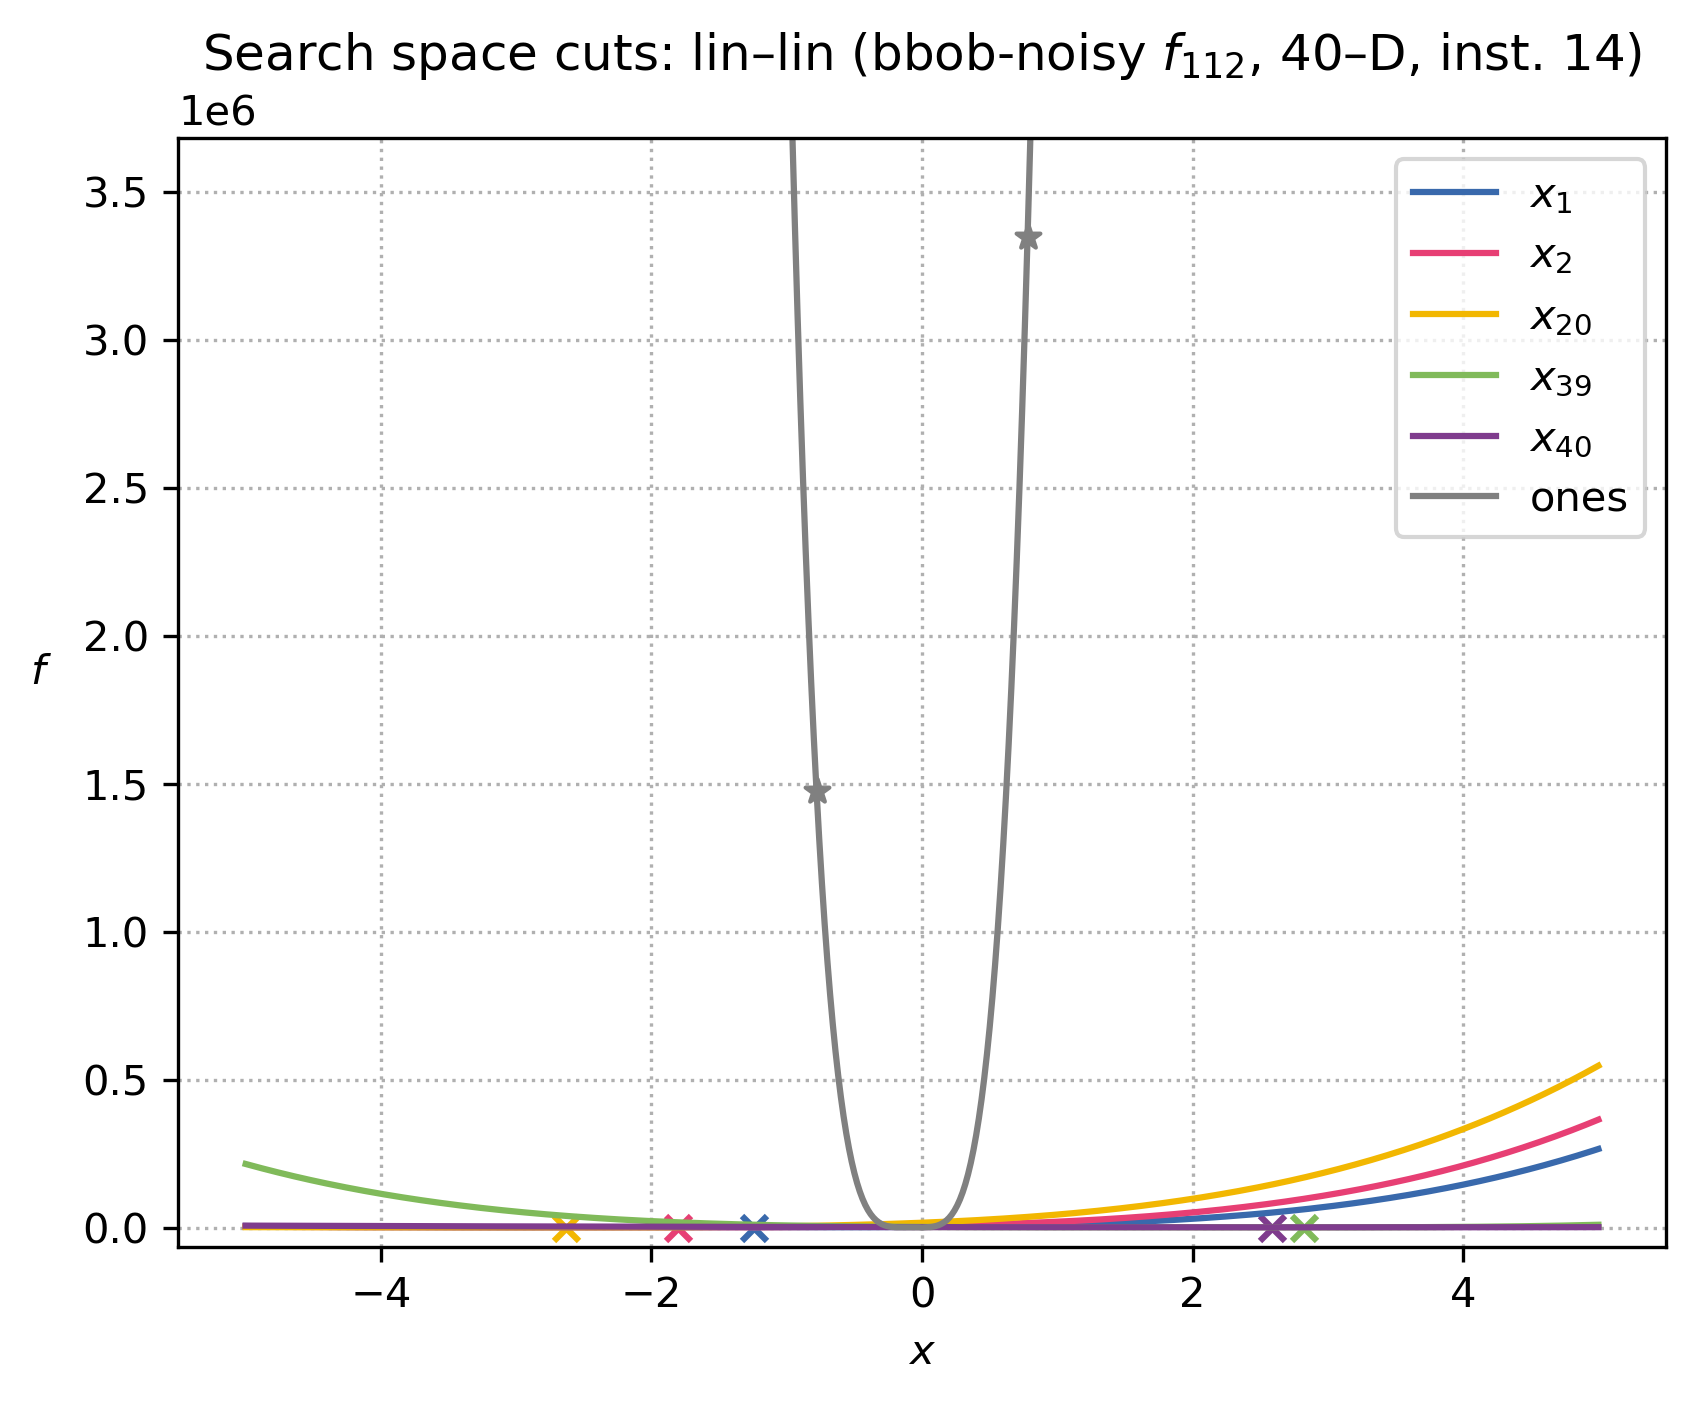 Search space cuts: lin–lin (bbob-noisy f112, 40–D, inst. 14)
1e6
3.5
3.0
2.5
2.0
1.5
1.0
0.5
0.0
f
−4
−2
0
2
4
x
x1
x2
x20
x39
x40
ones